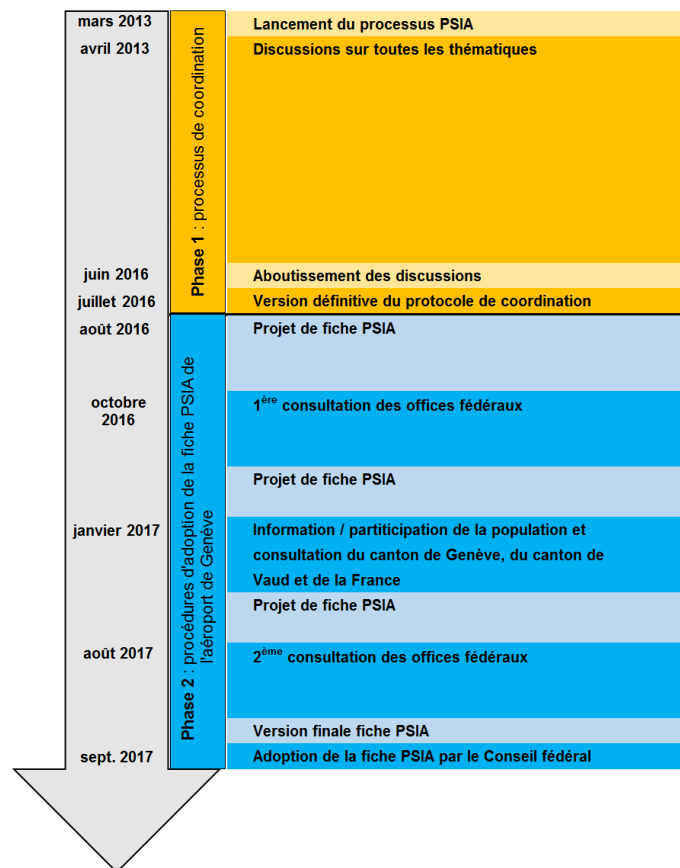 mars 2013
Lancement du processus PSIA
avril 2013
Discussions sur toutes les thématiques
Phase 1 : processus de coordination
juin 2016
Aboutissement des discussions
juillet 2016
Version définitive du protocole de coordination
août 2016
Projet de fiche PSIA
Phase 2 : procédures d'adoption de la fiche PSIA de
l'aéroport de Genève
octobre
2016
1ère consultation des offices fédéraux
Projet de fiche PSIA
janvier 2017
Information / partiticipation de la population et
consultation du canton de Genève, du canton de
Vaud et de la France
Projet de fiche PSIA
août 2017
2ème consultation des offices fédéraux
Version finale fiche PSIA
sept. 2017
Adoption de la fiche PSIA par le Conseil fédéral